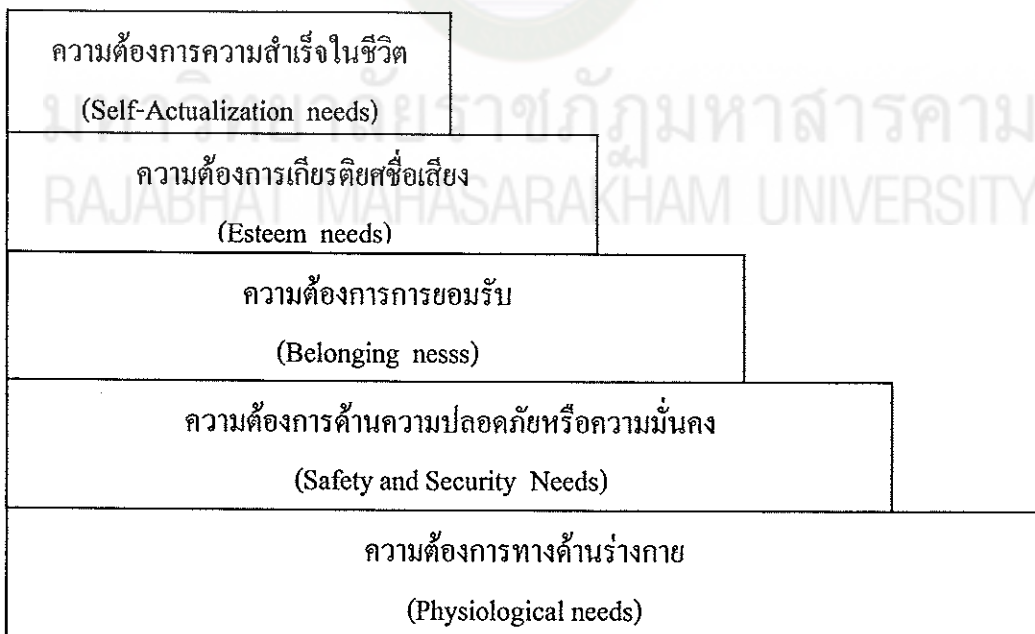 ความต้องการความสำเร็จในชีวิต
(Self-Actualization needs)
มหาวิทยาลัยราชภัฏมหาสารคาม
ความต้องการเกียรติยศชื่อเสียง
RAJABHAT MAHASARAKHAM UNIVERSITY
(Esteem needs)
ความต้องการการยอมรับ
(Belonging nesss)
ความต้องการด้านความปลอดภัยหรือความมั่นคง
(Safety and Security Needs)
ความต้องการทางด้านร่างกาย
(Physiological needs)